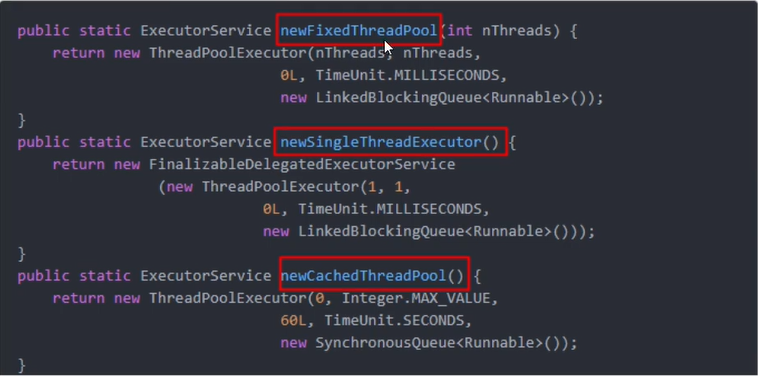 public static ExecutorService newFixedThreadPool(int nThreads) {
return new ThreadPoolExecutor(nThreads, nThreads,
0L, TimeUnit.MILLISECONDS,
new LinkedBlockingQueue<Runnable>());
}
public static ExecutorService newSingleThreadExecutor() {
return new FinalizableDelegatedExecutorService
(new ThreadPoolExecutor(1, 1,
0L, TimeUnit.MILLISECONDS,
new LinkedBlockingQueue<Runnable>()));
}
public static ExecutorService newCachedThreadPool() {
return new ThreadPoolExecutor(0, Integer.MAX_VALUE,
60L, TimeUnit.SECONDS,
new SynchronousQueue<Runnable>());
}